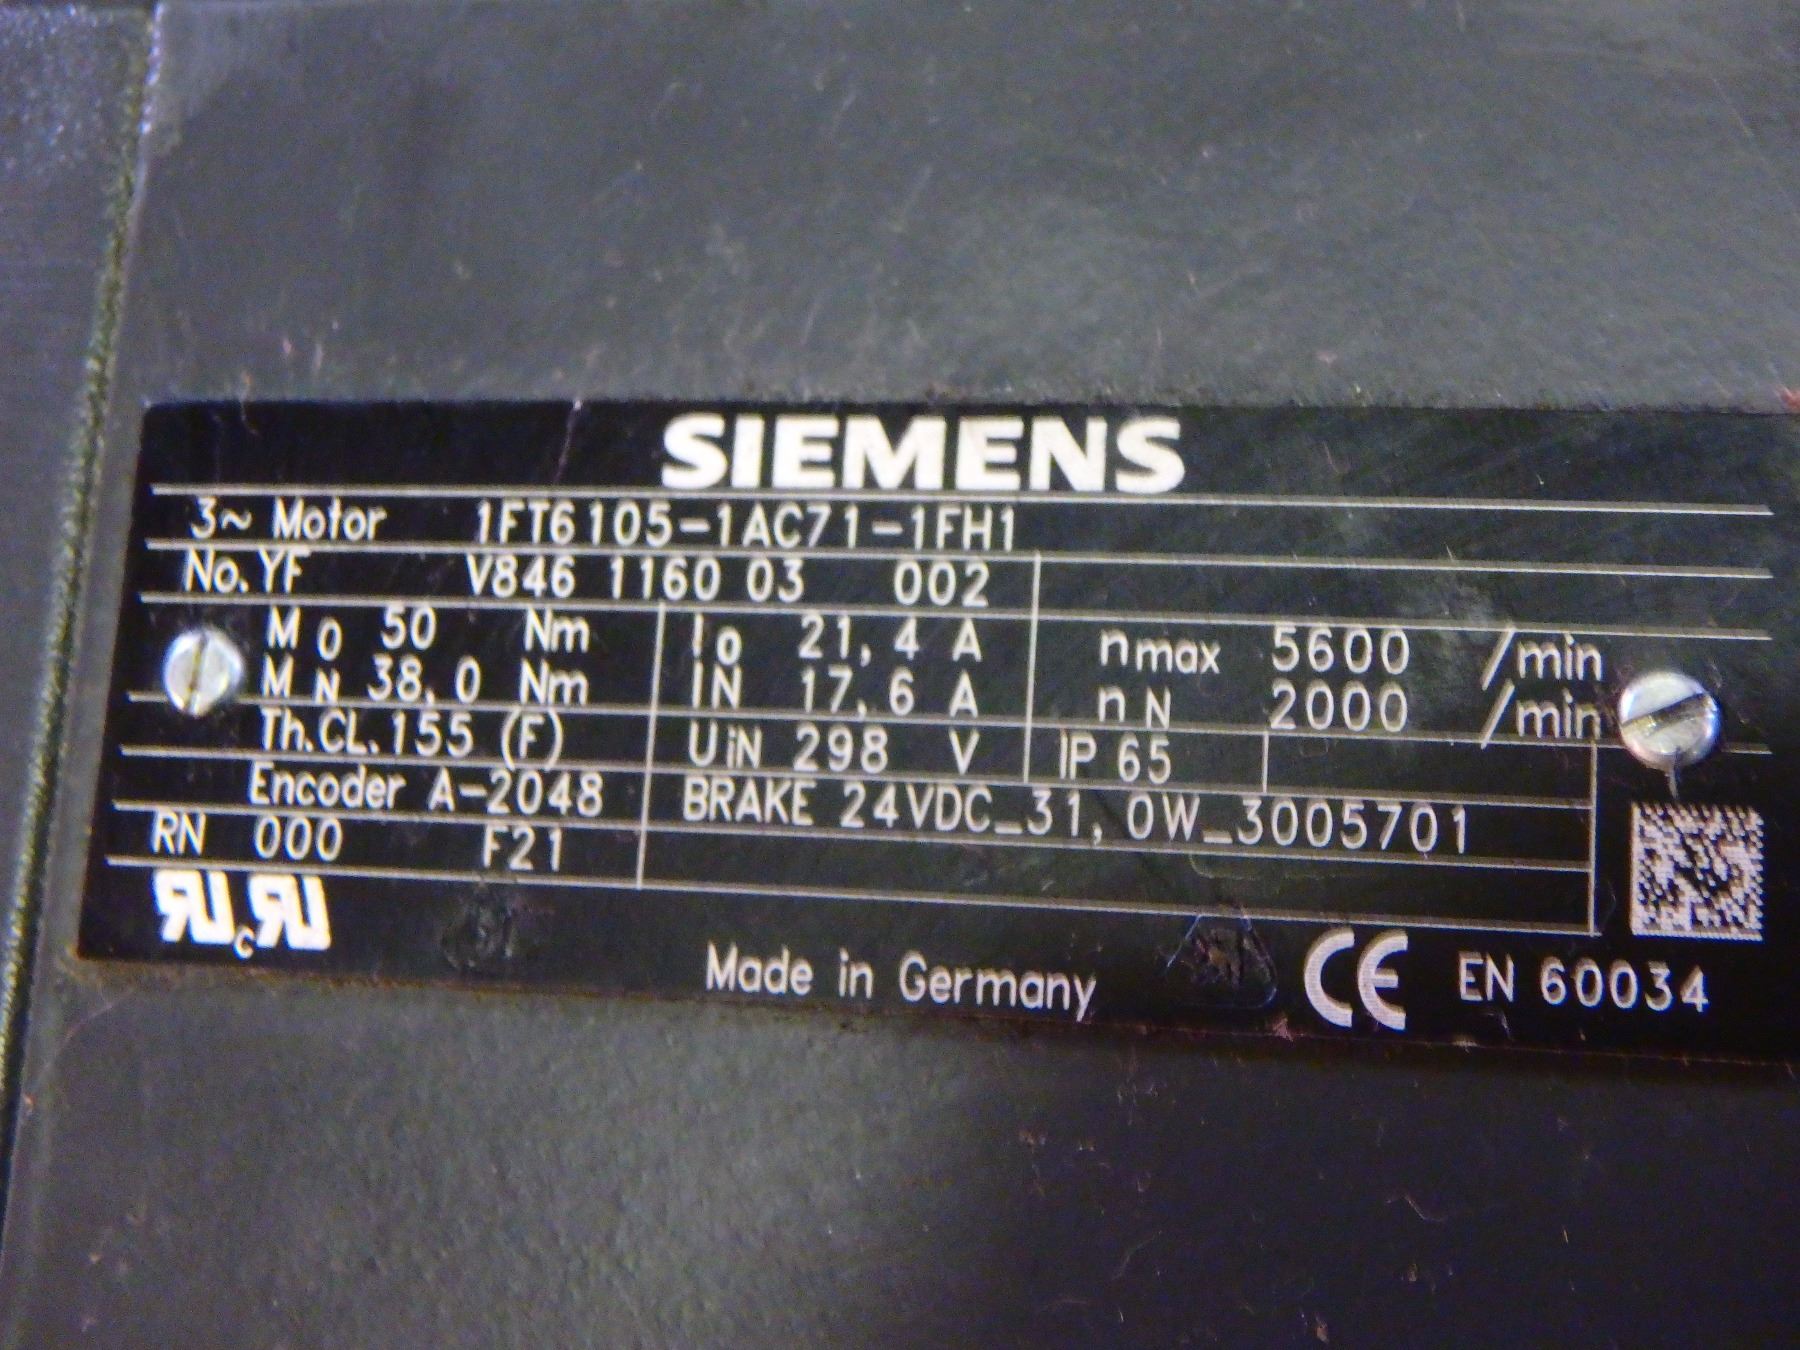 SIEMENS
3~ Motor 1FT6105-1AC71-1FH1
No. YF V846 1160 03 002
M0 50 Nm I0 21,4 A nmax 5600 /min
MN 38,0 Nm IN 17,6 A nN 2000 /min
Th.CL.155 (F) UiN 298 V IP 65
Encoder A-2048 BRAKE 24VDC_31,0W_3005701
RN 000 F21
RU cRU
Made in Germany CE EN 60034